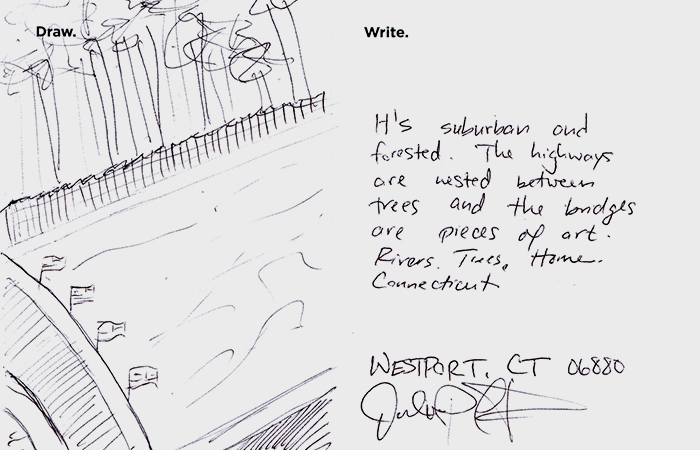 Draw.
Write.
It's suburban and
forested. The highways
are nested between
trees and the bridges
are pieces of art.
Rivers. Trees. Home.
Connecticut
WESTPORT, CT 06880